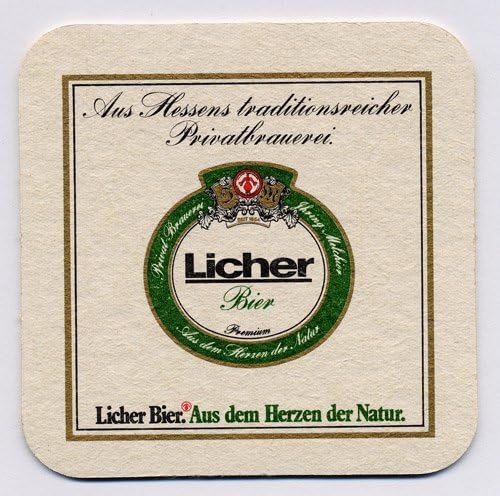 Aus Hessens traditionsreicher
Privatbrauerei.
Privat-Brauerei Jhring-Melchior
SEIT 1854
Licher
Bier
Premium
Aus dem Herzen der Natur
Licher Bier. Aus dem Herzen der Natur.